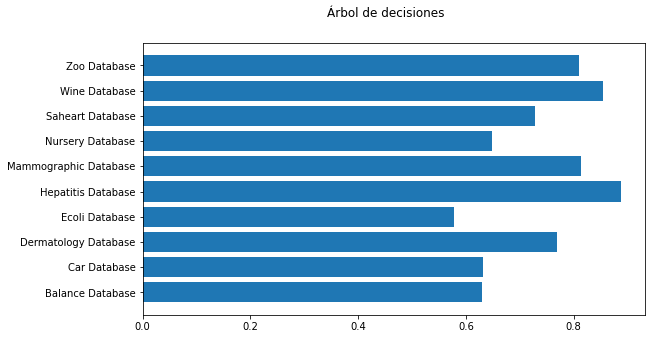 Árbol de decisiones
Zoo Database
Wine Database
Saheart Database
Nursery Database
Mammographic Database
Hepatitis Database
Ecoli Database
Dermatology Database
Car Database
Balance Database
0.0 0.2 0.4 0.6 0.8